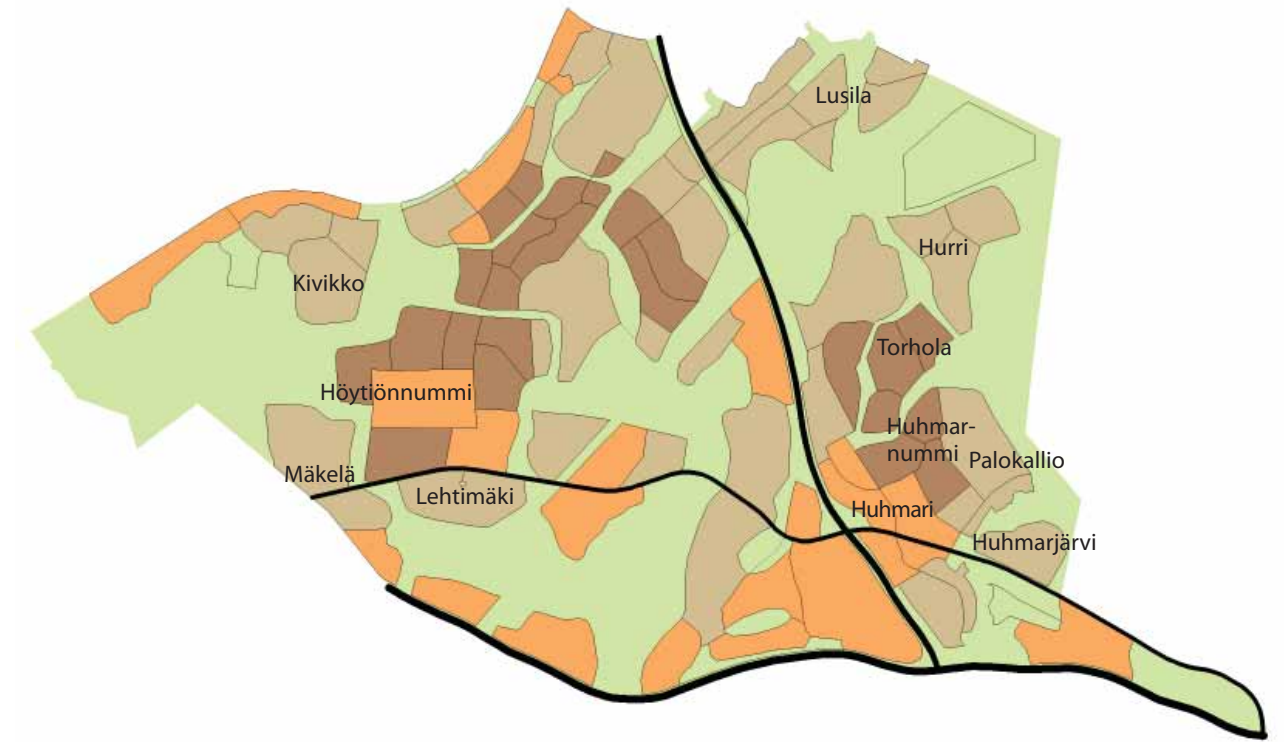 Lusila
Hurri
Kivikko
Torhola
Höytiönnummi
Huhmar-
nummi
Palokallio
Mäkelä
Lehtimäki
Huhmari
Huhmarjärvi